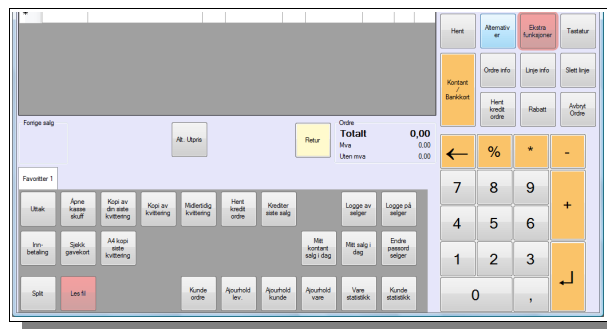 Hent
Alternativ
er
Ekstra
funksjoner
Tastatur
Kontant
/
Bankkort
Ordre info
Linje info
Slett linje
Hent
kredit
ordre
Rabatt
Avbryt
Ordre
Forrige salg
Alt. Utpris
Retur
Ordre
Totalt 0,00
Mva 0,00
Uten mva 0,00
← % * -
7 8 9 +
4 5 6
1 2 3
0 ,
Favoritter 1
Uttak
Åpne
kasse
skuff
Kopi av
din siste
kvittering
Kopi av
kvittering
Midlertidig
kvittering
Hent
kredit
ordre
Krediter
siste salg
Logge av
selger
Logge på
selger
Inn-
betaling
Sjekk
gavekort
A4 kopi
siste
kvittering
Mitt
kontant
salg i dag
Mitt salg i
dag
Endre
passord
selger
Split
Les fil
Kunde
ordre
Ajourhold
lev.
Ajourhold
kunde
Ajourhold
vare
Vare
statistikk
Kunde
statistikk